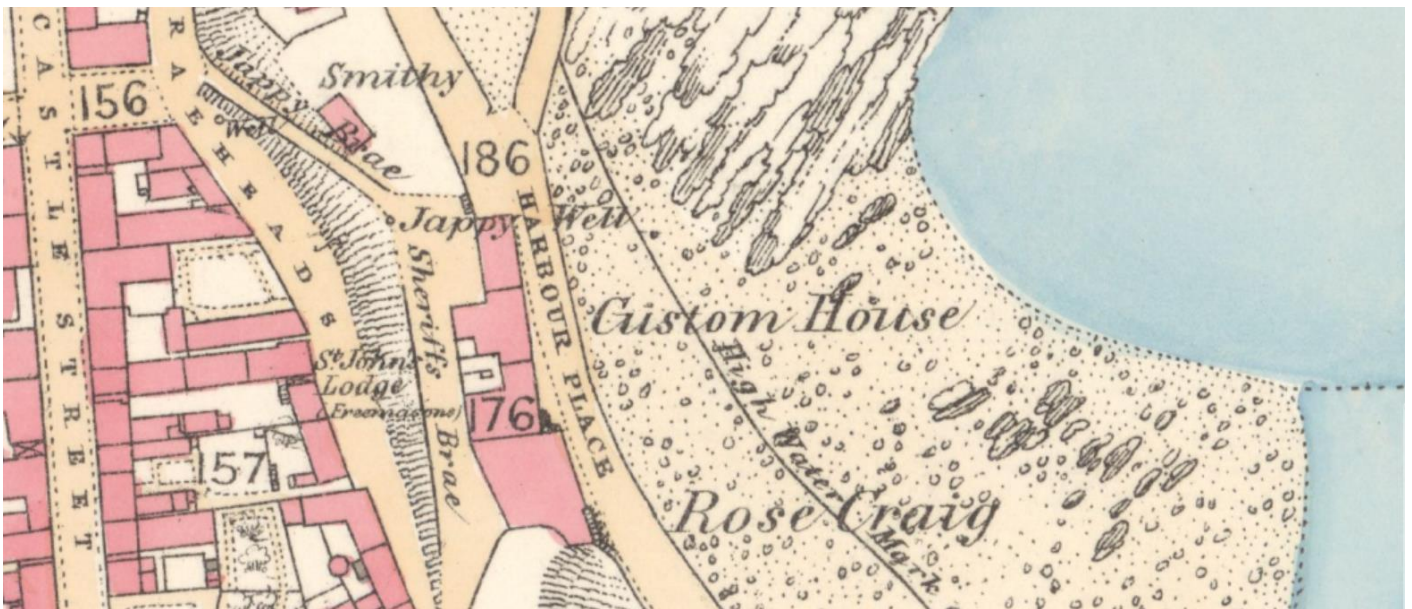 CASTLE STREET
BRAEHEADS
Smithy
Jappy Brae
156
Well
186
Jappy Well
HARBOUR PLACE
Sheriffs Brae
Custom House
High Water Mark
St. John's
Lodge
(Freemasons)
176
157
Rose Craig